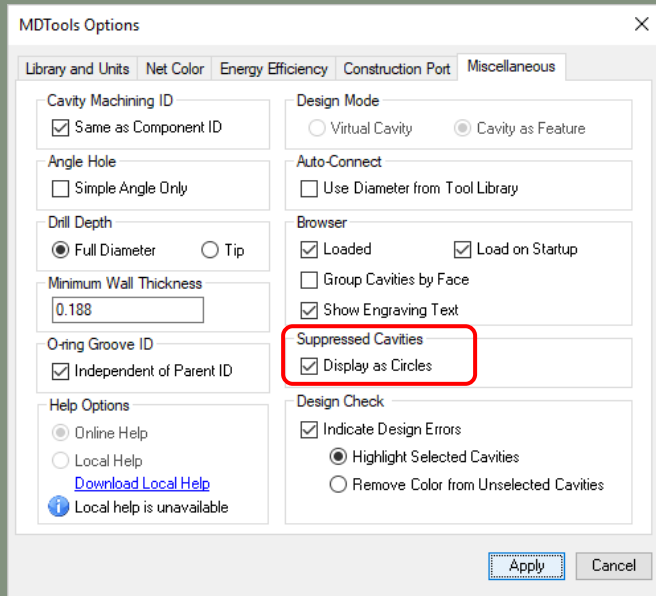 MDTools Options
Library and Units Net Color Energy Efficiency Construction Port Miscellaneous
Cavity Machining ID
Same as Component ID
Angle Hole
Simple Angle Only
Drill Depth
Full Diameter Tip
Minimum Wall Thickness
0.188
O-ring Groove ID
Independent of Parent ID
Help Options
Online Help
Local Help
Download Local Help
Local help is unavailable
Design Mode
Virtual Cavity Cavity as Feature
Auto-Connect
Use Diameter from Tool Library
Browser
Loaded Load on Startup
Group Cavities by Face
Show Engraving Text
Suppressed Cavities
Display as Circles
Design Check
Indicate Design Errors
Highlight Selected Cavities
Remove Color from Unselected Cavities
Apply Cancel